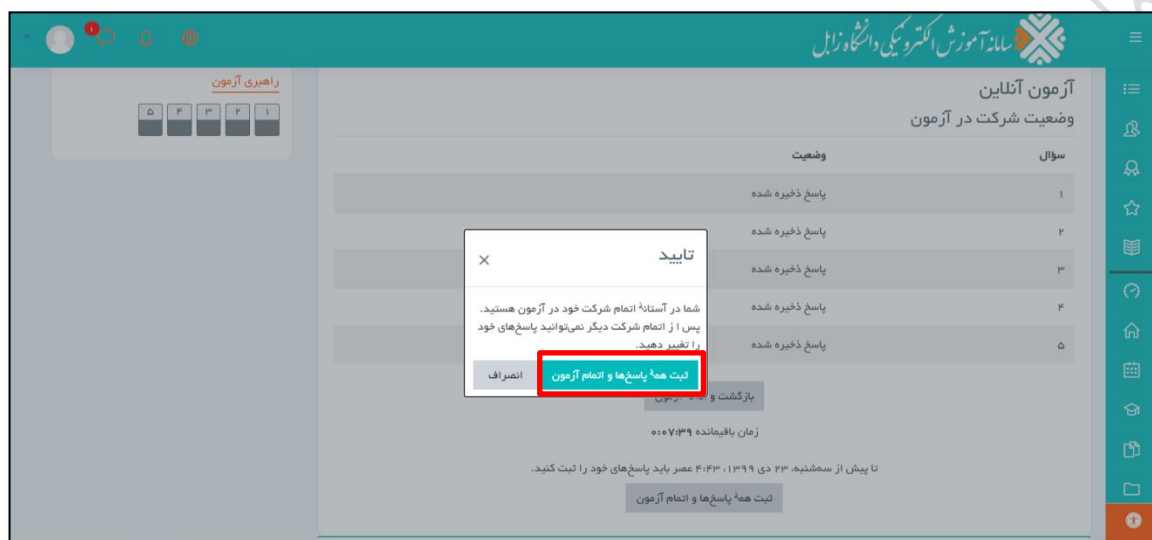 سامانه آموزش الکترونیکی دانشگاه زابل
۱
راهبری آزمون
۱ ۲ ۳ ۴ ۵
آزمون آنلاین
وضعیت شرکت در آزمون
سؤال وضعیت
۱ پاسخ ذخیره شده
۲ پاسخ ذخیره شده
۳ پاسخ ذخیره شده
۴ پاسخ ذخیره شده
۵ پاسخ ذخیره شده
تایید ×
شما در آستانهٔ اتمام شرکت خود در آزمون هستید.
پس از اتمام شرکت دیگر نمی‌توانید پاسخ‌های خود
را تغییر دهید.
ثبت همهٔ پاسخ‌ها و اتمام آزمون انصراف
بازگشت و آزمون
زمان باقیمانده ۰:۰۷:۳۹
تا پیش از سه‌شنبه، ۲۳ دی ۱۳۹۹، ۴:۴۳ عصر باید پاسخ‌های خود را ثبت کنید.
ثبت همهٔ پاسخ‌ها و اتمام آزمون